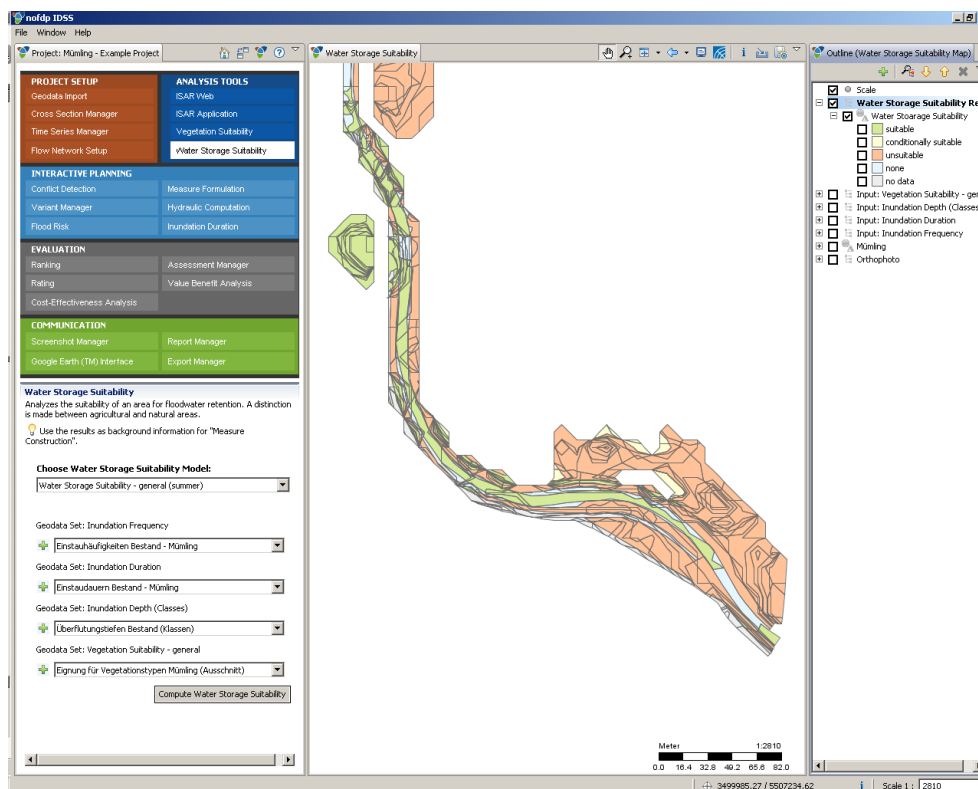 nofdp IDSS
File Window Help
Project: Mümling - Example Project
PROJECT SETUP
Geodata Import
Cross Section Manager
Time Series Manager
Flow Network Setup
ANALYSIS TOOLS
ISAR Web
ISAR Application
Vegetation Suitability
Water Storage Suitability
INTERACTIVE PLANNING
Conflict Detection
Measure Formulation
Variant Manager
Hydraulic Computation
Flood Risk
Inundation Duration
EVALUATION
Ranking
Assessment Manager
Rating
Value Benefit Analysis
Cost-Effectiveness Analysis
COMMUNICATION
Screenshot Manager
Report Manager
Google Earth (TM) Interface
Export Manager
Water Storage Suitability
Analyzes the suitability of an area for floodwater retention. A distinction
is made between agricultural and natural areas.
Use the results as background information for "Measure
Construction".
Choose Water Storage Suitability Model:
Water Storage Suitability - general (summer)
Geodata Set: Inundation Frequency
Einstauhäufigkeiten Bestand - Mümling
Geodata Set: Inundation Duration
Einstaudauern Bestand - Mümling
Geodata Set: Inundation Depth (Classes)
Überflutungstiefen Bestand (Klassen)
Geodata Set: Vegetation Suitability - general
Eignung für Vegetationstypen Mümling (Ausschnitt)
Compute Water Storage Suitability
Water Storage Suitability
Meter 1:2810
0.0 16.4 32.8 49.2 65.6 82.0
Outline (Water Storage Suitability Map)
Scale
Water Storage Suitability Re
Water Stoarage Suitability
suitable
conditionally suitable
unsuitable
none
no data
Input: Vegetation Suitability - gen
Input: Inundation Depth (Classes
Input: Inundation Duration
Input: Inundation Frequency
Mümling
Orthophoto
3499985.27 / 5507234.62
Scale 1 : 2810